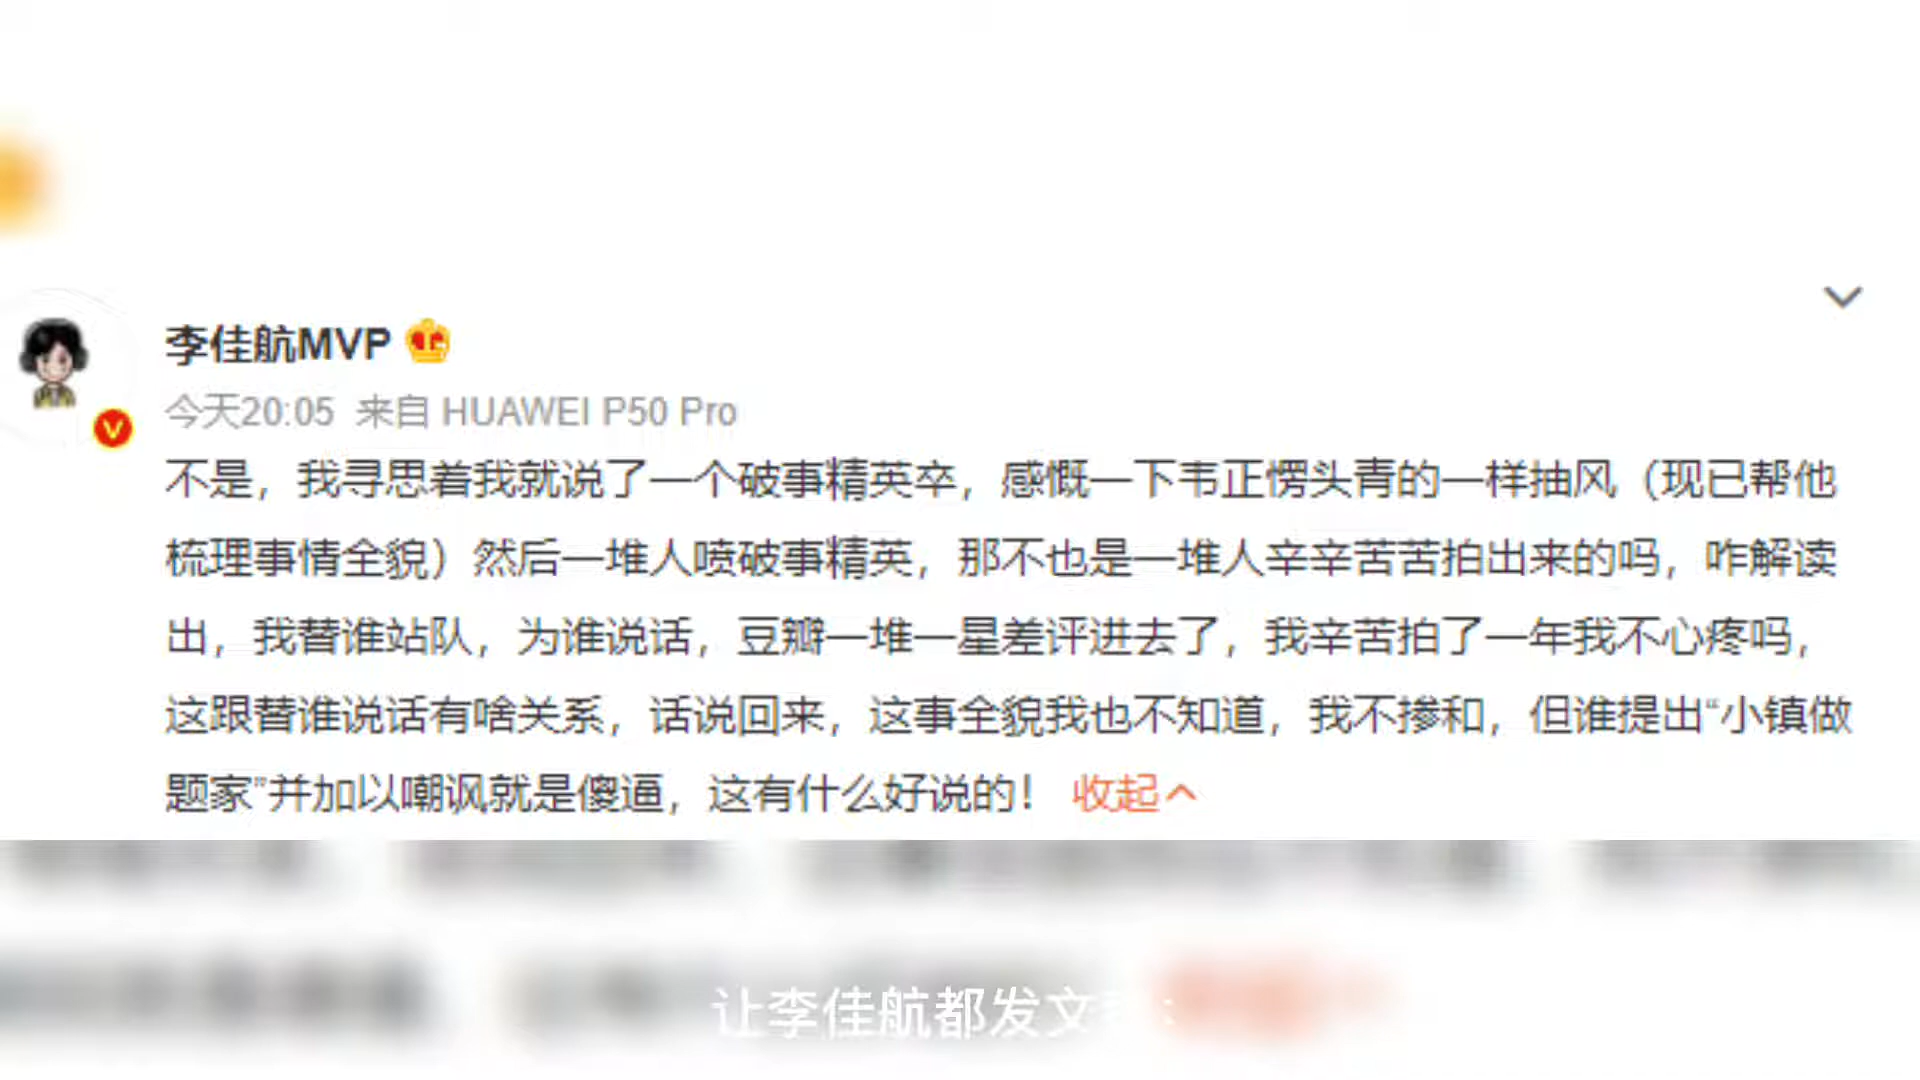 李佳航MVP
今天20:05 来自 HUAWEI P50 Pro
不是，我寻思着我就说了一个破事精英卒，感慨一下韦正愣头青的一样抽风（现已帮他
梳理事情全貌）然后一堆人喷破事精英，那不也是一堆人辛辛苦苦拍出来的吗，咋解读
出，我替谁站队，为谁说话，豆瓣一堆一星差评进去了，我辛苦拍了一年我不心疼吗，
这跟替谁说话有啥关系，话说回来，这事全貌我也不知道，我不掺和，但谁提出“小镇做
题家”并加以嘲讽就是傻逼，这有什么好说的！ 收起
让李佳航都发文